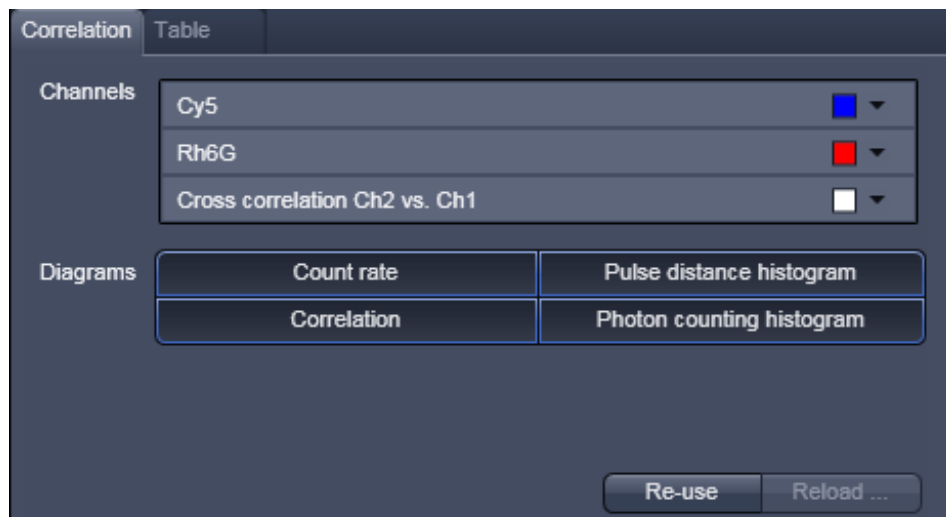 Correlation Table
Channels
Cy5
Rh6G
Cross correlation Ch2 vs. Ch1
Diagrams
Count rate Pulse distance histogram
Correlation Photon counting histogram
Re-use Reload ...